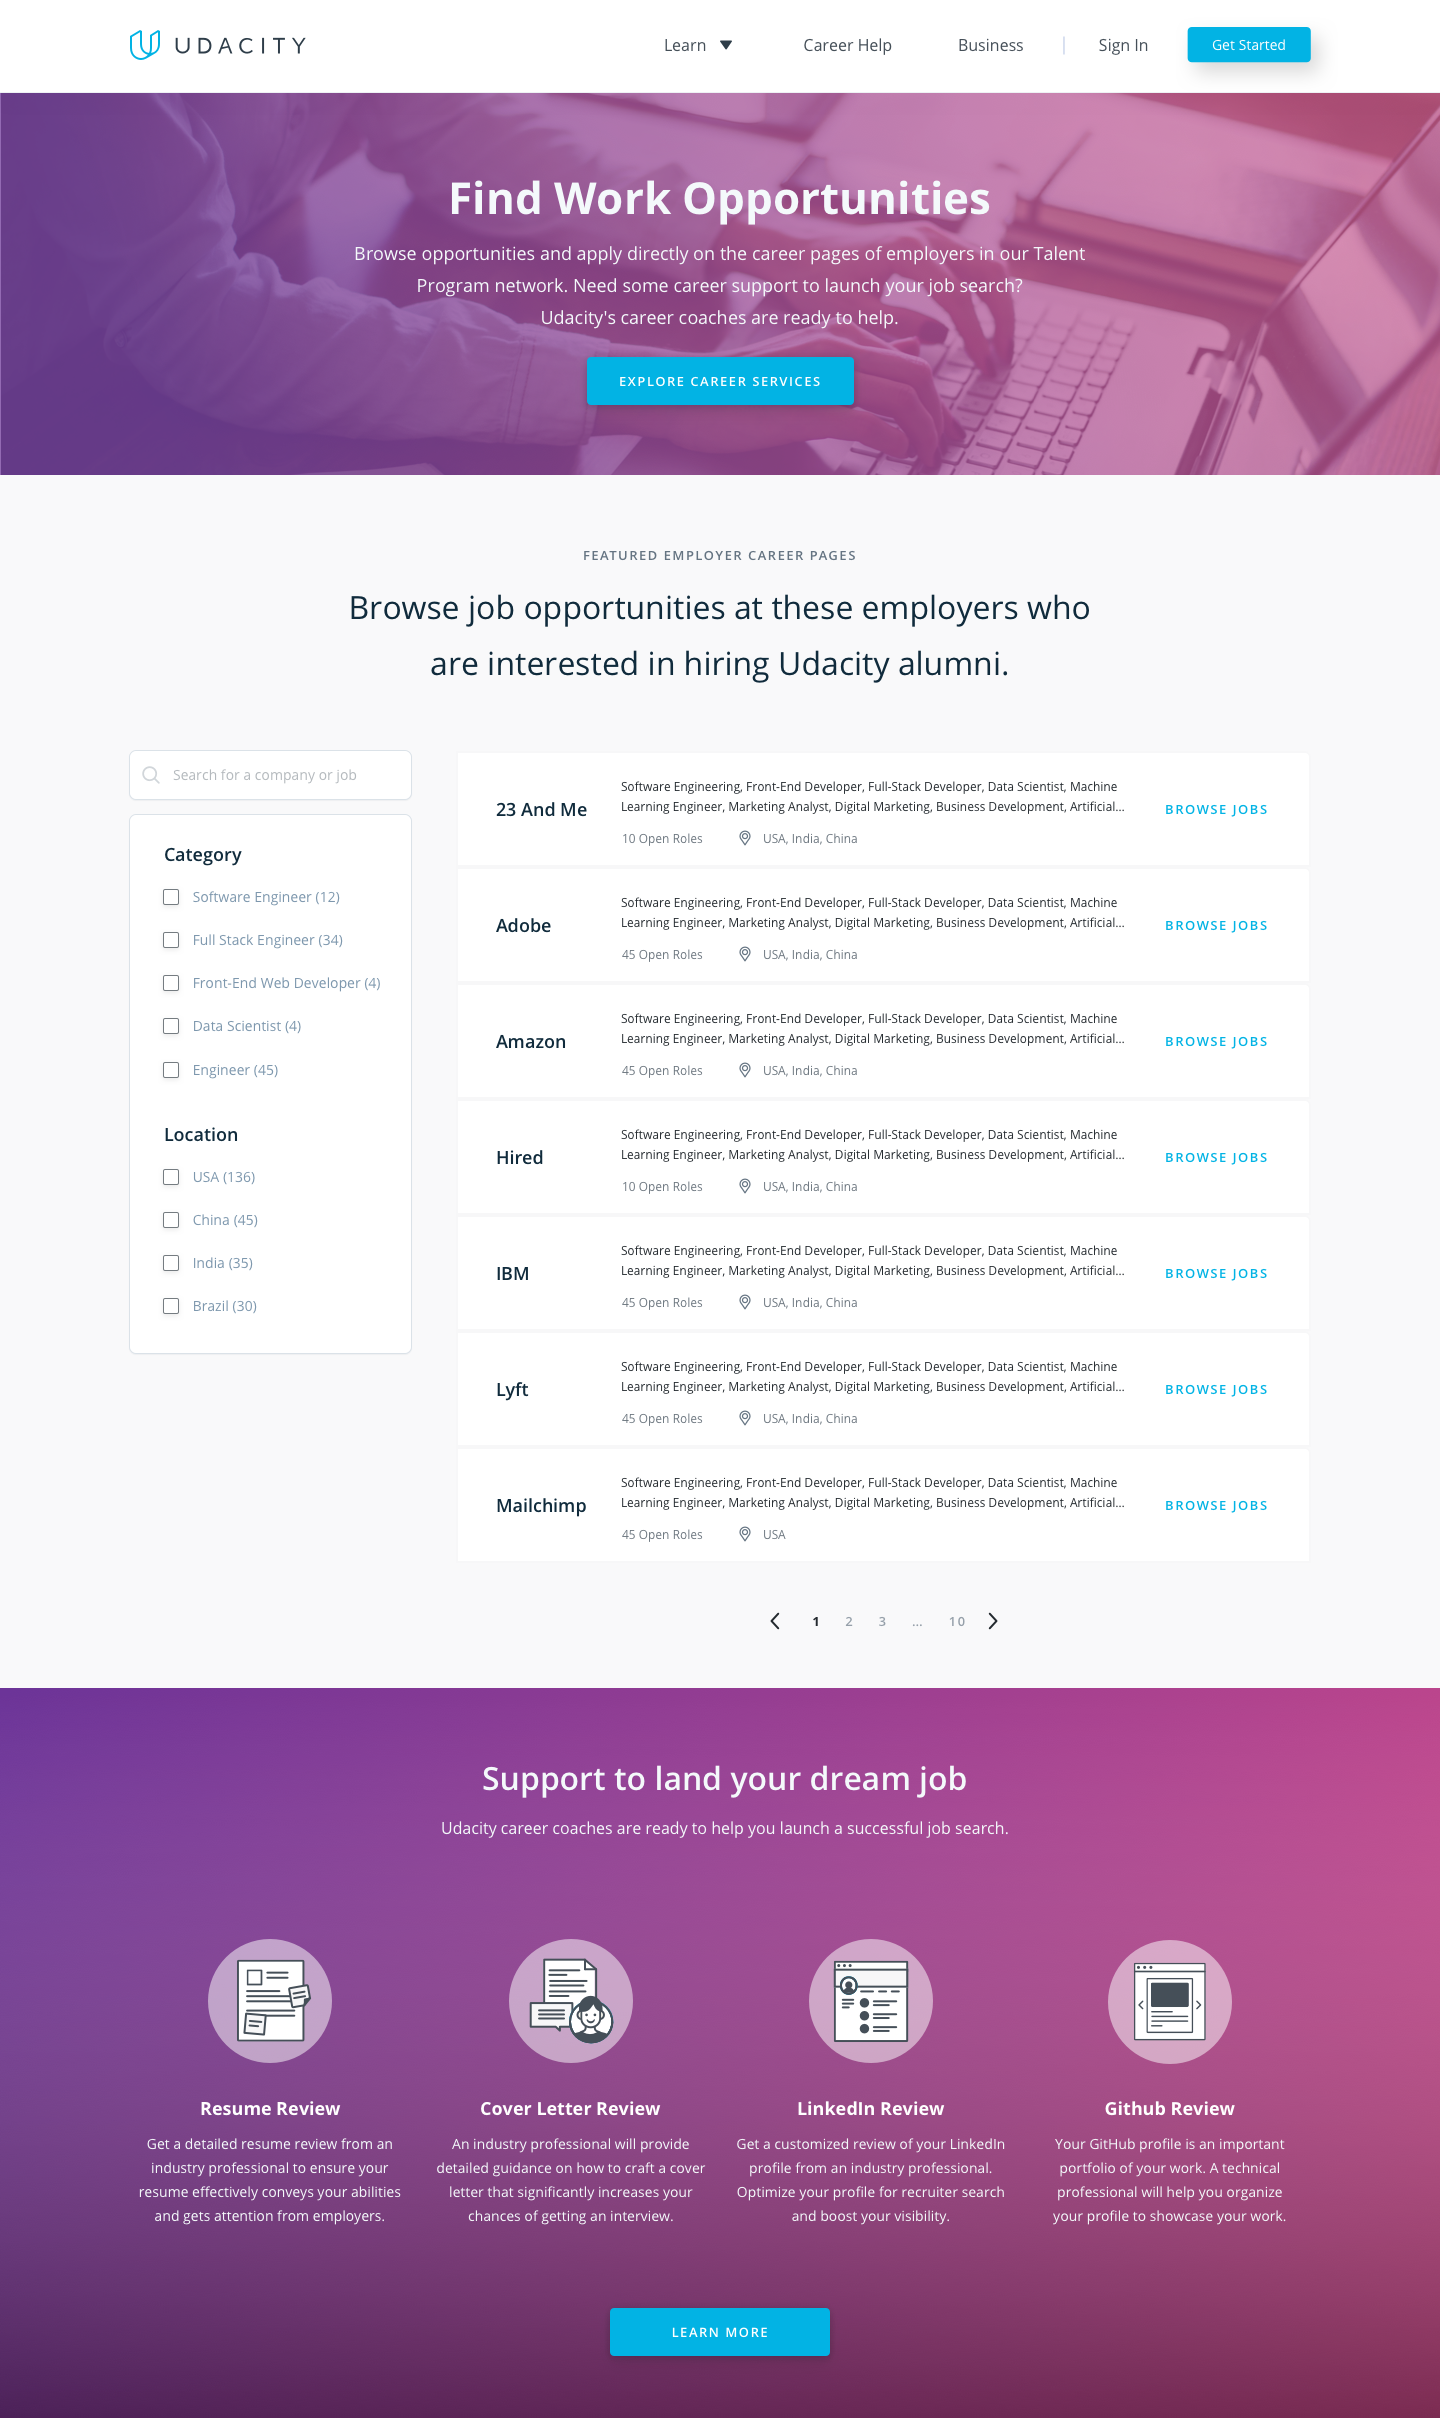 UDACITY
Learn
Career Help
Business
Sign In
Get Started
Find Work Opportunities
Browse opportunities and apply directly on the career pages of employers in our Talent
Program network. Need some career support to launch your job search?
Udacity's career coaches are ready to help.
EXPLORE CAREER SERVICES
FEATURED EMPLOYER CAREER PAGES
Browse job opportunities at these employers who
are interested in hiring Udacity alumni.
Search for a company or job
Category
Software Engineer (12)
Full Stack Engineer (34)
Front-End Web Developer (4)
Data Scientist (4)
Engineer (45)
Location
USA (136)
China (45)
India (35)
Brazil (30)
23 And Me
Software Engineering, Front-End Developer, Full-Stack Developer, Data Scientist, Machine
Learning Engineer, Marketing Analyst, Digital Marketing, Business Development, Artificial...
10 Open Roles
USA, India, China
BROWSE JOBS
Adobe
Software Engineering, Front-End Developer, Full-Stack Developer, Data Scientist, Machine
Learning Engineer, Marketing Analyst, Digital Marketing, Business Development, Artificial...
45 Open Roles
USA, India, China
BROWSE JOBS
Amazon
Software Engineering, Front-End Developer, Full-Stack Developer, Data Scientist, Machine
Learning Engineer, Marketing Analyst, Digital Marketing, Business Development, Artificial...
45 Open Roles
USA, India, China
BROWSE JOBS
Hired
Software Engineering, Front-End Developer, Full-Stack Developer, Data Scientist, Machine
Learning Engineer, Marketing Analyst, Digital Marketing, Business Development, Artificial...
10 Open Roles
USA, India, China
BROWSE JOBS
IBM
Software Engineering, Front-End Developer, Full-Stack Developer, Data Scientist, Machine
Learning Engineer, Marketing Analyst, Digital Marketing, Business Development, Artificial...
45 Open Roles
USA, India, China
BROWSE JOBS
Lyft
Software Engineering, Front-End Developer, Full-Stack Developer, Data Scientist, Machine
Learning Engineer, Marketing Analyst, Digital Marketing, Business Development, Artificial...
45 Open Roles
USA, India, China
BROWSE JOBS
Mailchimp
Software Engineering, Front-End Developer, Full-Stack Developer, Data Scientist, Machine
Learning Engineer, Marketing Analyst, Digital Marketing, Business Development, Artificial...
45 Open Roles
USA
BROWSE JOBS
1 2 3 ... 10
Support to land your dream job
Udacity career coaches are ready to help you launch a successful job search.
Resume Review
Get a detailed resume review from an
industry professional to ensure your
resume effectively conveys your abilities
and gets attention from employers.
Cover Letter Review
An industry professional will provide
detailed guidance on how to craft a cover
letter that significantly increases your
chances of getting an interview.
LinkedIn Review
Get a customized review of your LinkedIn
profile from an industry professional.
Optimize your profile for recruiter search
and boost your visibility.
Github Review
Your GitHub profile is an important
portfolio of your work. A technical
professional will help you organize
your profile to showcase your work.
LEARN MORE